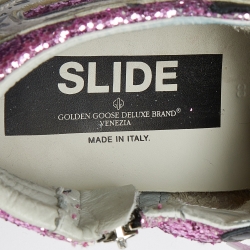 SLIDE
GOLDEN GOOSE DELUXE BRAND®
VENEZIA
MADE IN ITALY.